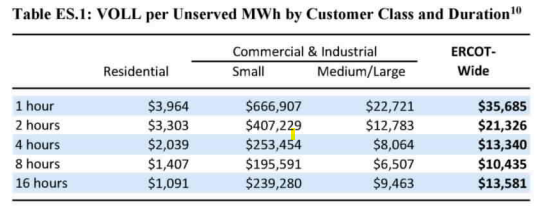 Table ES.1: VOLL per Unserved MWh by Customer Class and Duration10
Commercial & Industrial ERCOT-
Residential Small Medium/Large Wide
1 hour $3,964 $666,907 $22,721 $35,685
2 hours $3,303 $407,229 $12,783 $21,326
4 hours $2,039 $253,454 $8,064 $13,340
8 hours $1,407 $195,591 $6,507 $10,435
16 hours $1,091 $239,280 $9,463 $13,581